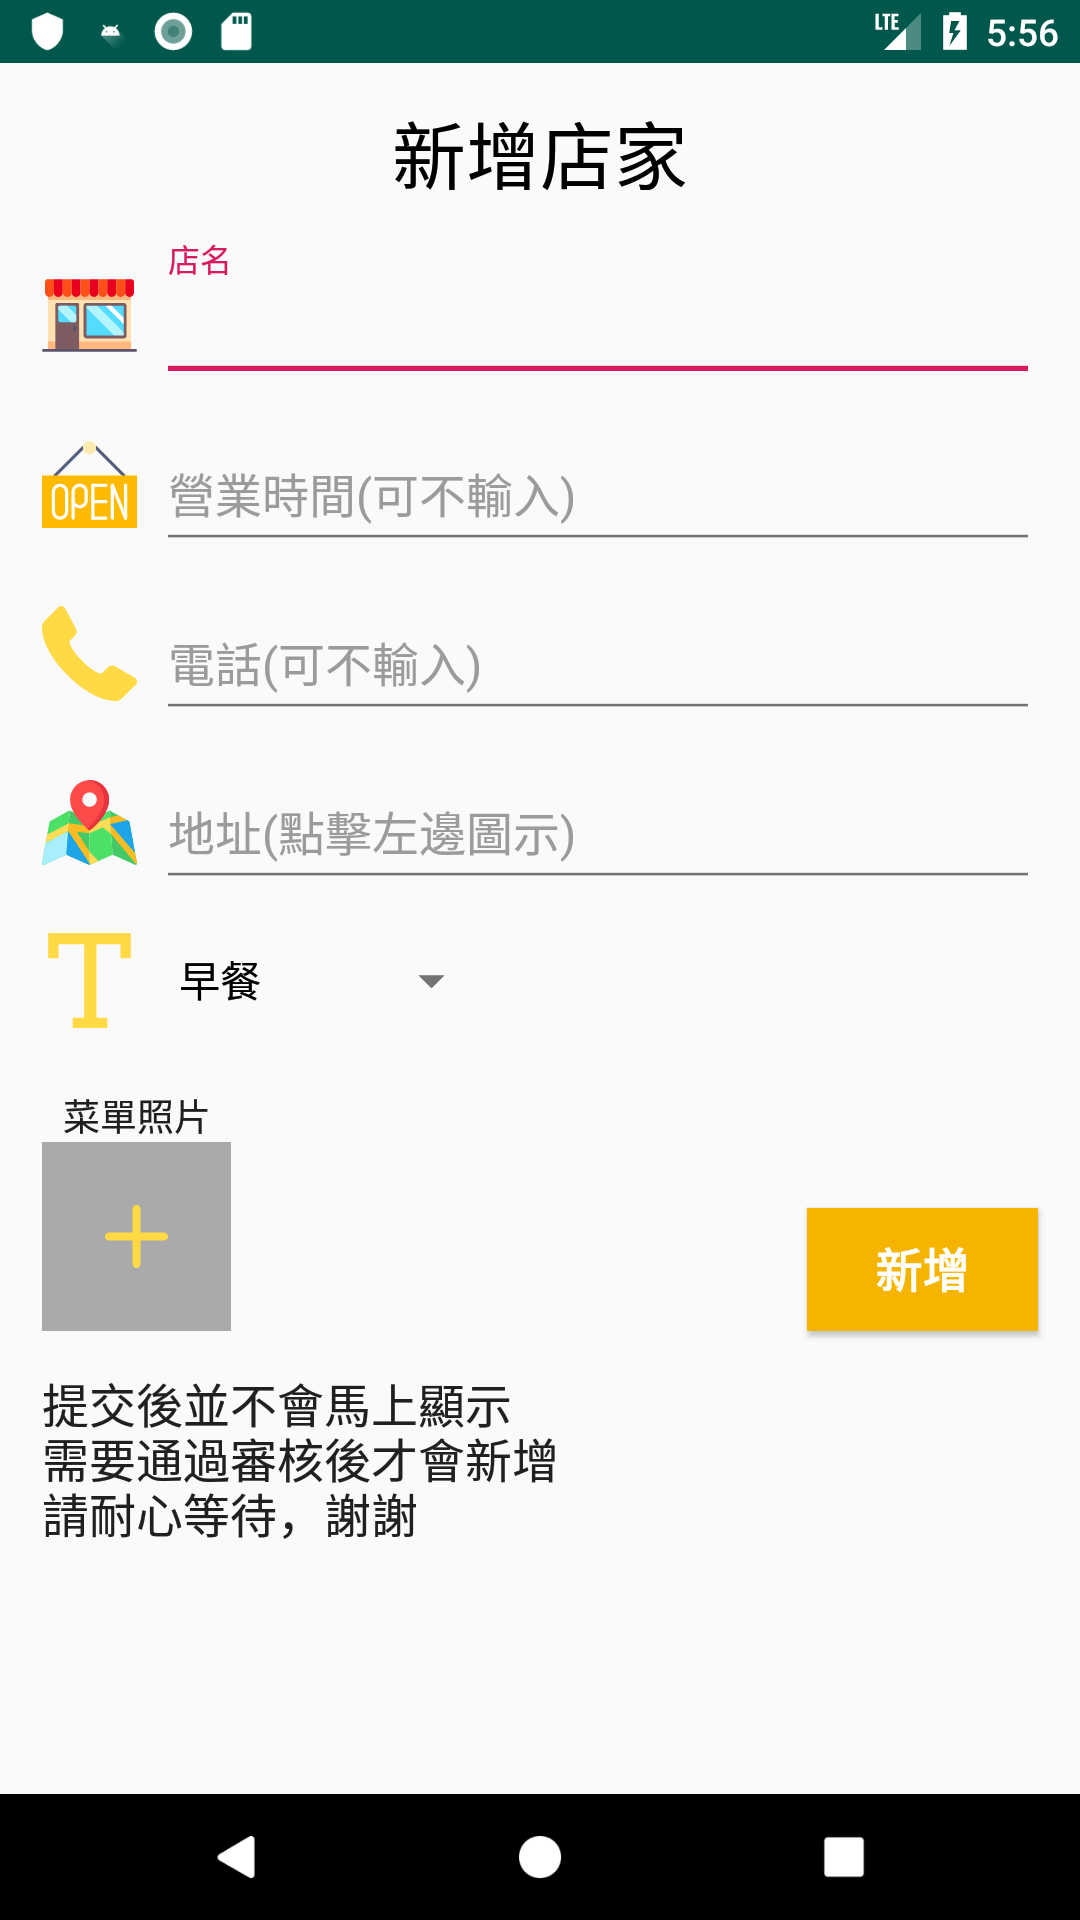 LTE 5:56
新增店家
店名
OPEN
營業時間(可不輸入)
電話(可不輸入)
地址(點擊左邊圖示)
T 早餐
菜單照片
新增
提交後並不會馬上顯示
需要通過審核後才會新增
請耐心等待，謝謝